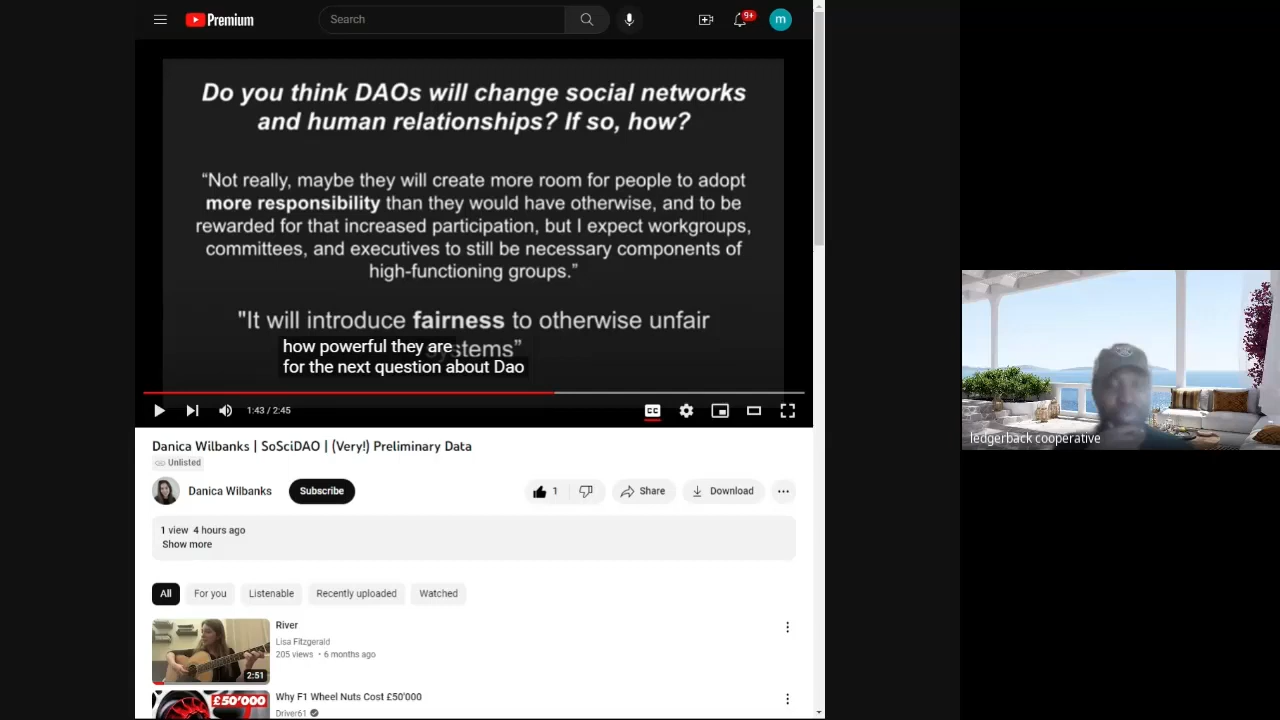 Premium
Search
9+
m
Do you think DAOs will change social networks
and human relationships? If so, how?
“Not really, maybe they will create more room for people to adopt
more responsibility than they would have otherwise, and to be
rewarded for that increased participation, but I expect workgroups,
committees, and executives to still be necessary components of
high-functioning groups.”
"It will introduce fairness to otherwise unfair
systems”
how powerful they are
for the next question about Dao
1:43 / 2:45
CC
Danica Wilbanks | SoSciDAO | (Very!) Preliminary Data
Unlisted
Danica Wilbanks
Subscribe
1
Share
Download
1 view 4 hours ago
Show more
All
For you
Listenable
Recently uploaded
Watched
River
Lisa Fitzgerald
205 views • 6 months ago
2:51
£50'000
Why F1 Wheel Nuts Cost £50'000
Driver61
ledgerback cooperative